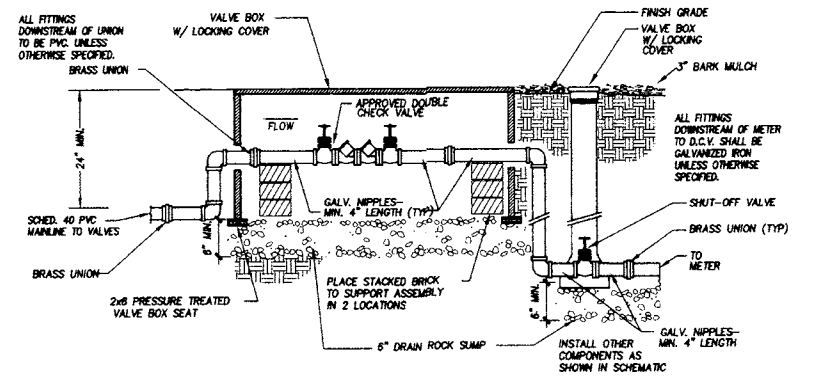 ALL FITTINGS
DOWNSTREAM OF UNION
TO BE PVC. UNLESS
OTHERWISE SPECIFIED.
BRASS UNION
VALVE BOX
W/ LOCKING COVER
FINISH GRADE
VALVE BOX
W/ LOCKING
COVER
3" BARK MULCH
APPROVED DOUBLE
CHECK VALVE
FLOW
24" MIN.
ALL FITTINGS
DOWNSTREAM OF METER
TO D.C.V. SHALL BE
GALVANIZED IRON
UNLESS OTHERWISE
SPECIFIED.
GALV. NIPPLES-
MIN. 4" LENGTH (TYP)
SHUT-OFF VALVE
BRASS UNION (TYP)
TO
METER
SCHED. 40 PVC
MAINLINE TO VALVES
6" MIN.
BRASS UNION
2x6 PRESSURE TREATED
VALVE BOX SEAT
PLACE STACKED BRICK
TO SUPPORT ASSEMBLY
IN 2 LOCATIONS
6" MIN.
GALV. NIPPLES-
MIN. 4" LENGTH
6" DRAIN ROCK SUMP
INSTALL OTHER
COMPONENTS AS
SHOWN IN SCHEMATIC